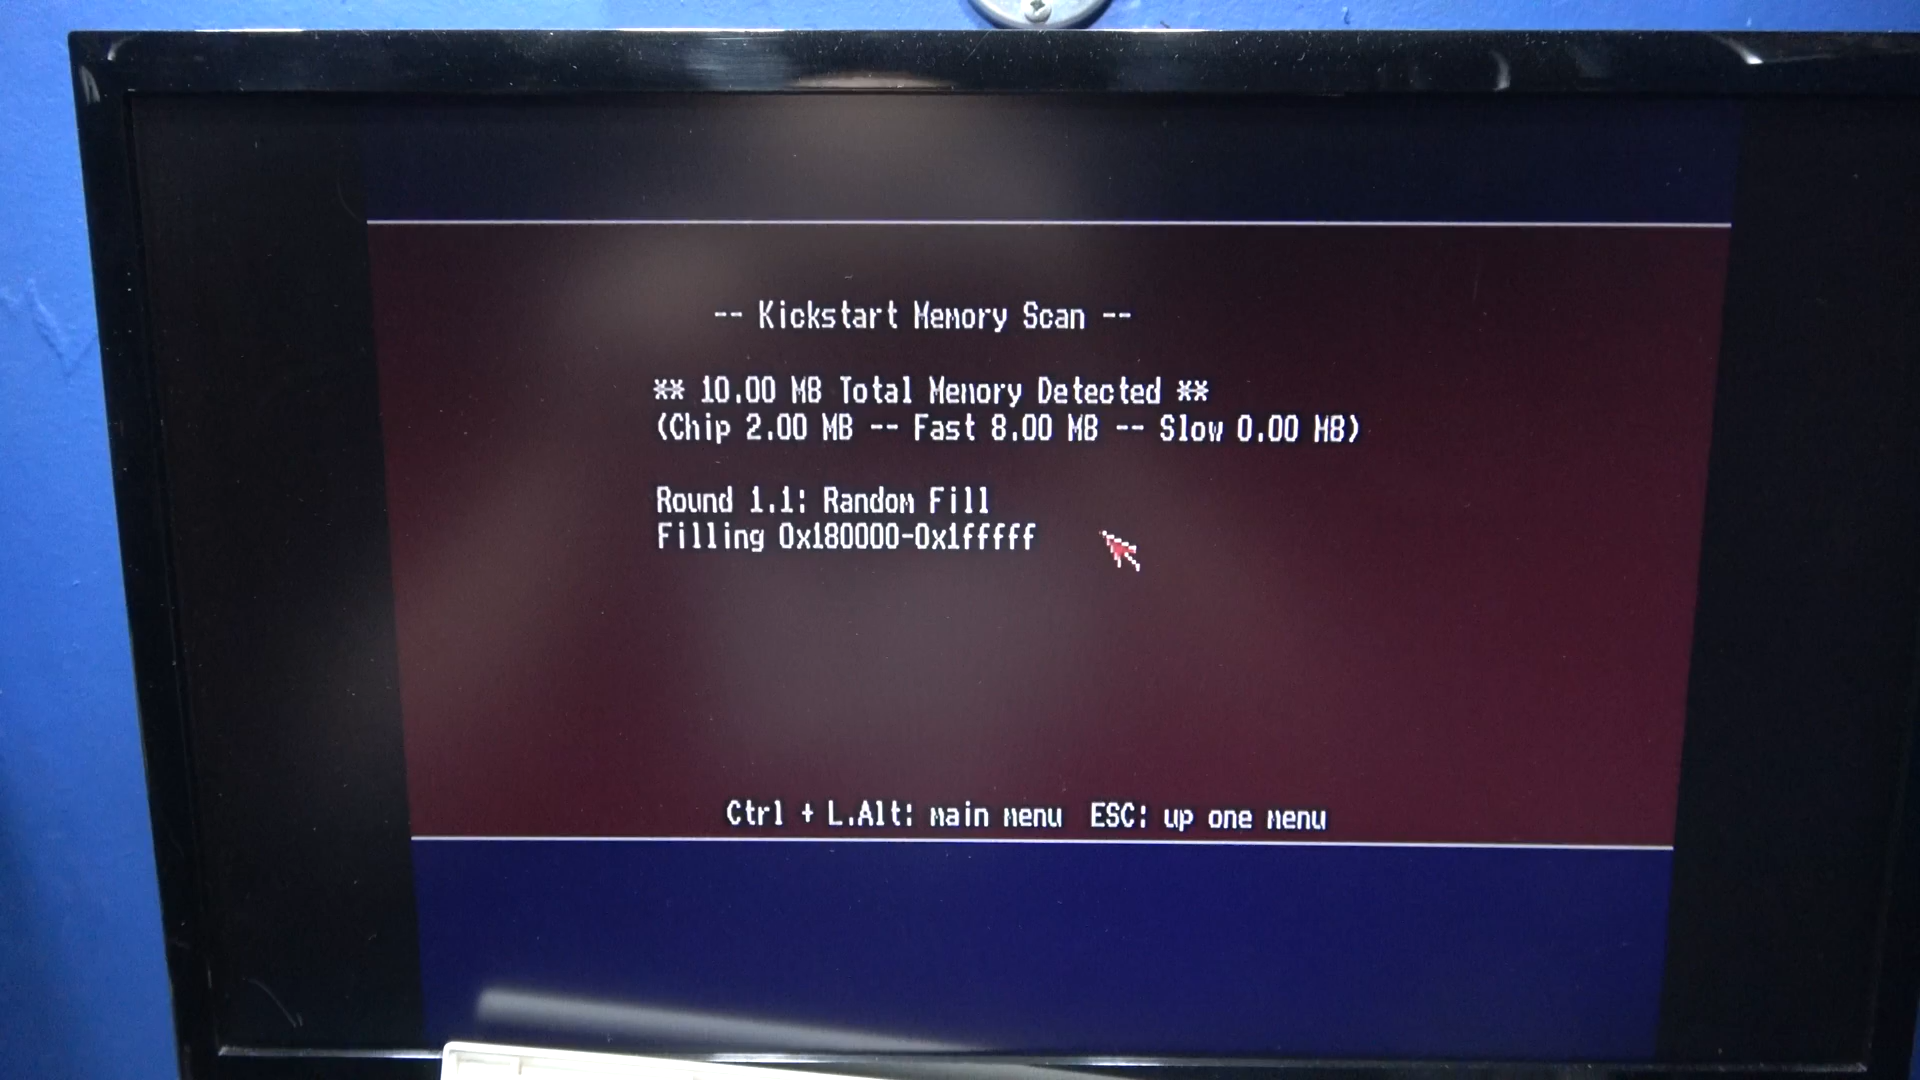 -- Kickstart Memory Scan --
** 10.00 MB Total Memory Detected **
(Chip 2.00 MB -- Fast 8.00 MB -- Slow 0.00 MB)
Round 1.1: Random Fill
Filling 0x180000-0x1fffff
Ctrl + L.Alt: main menu ESC: up one menu